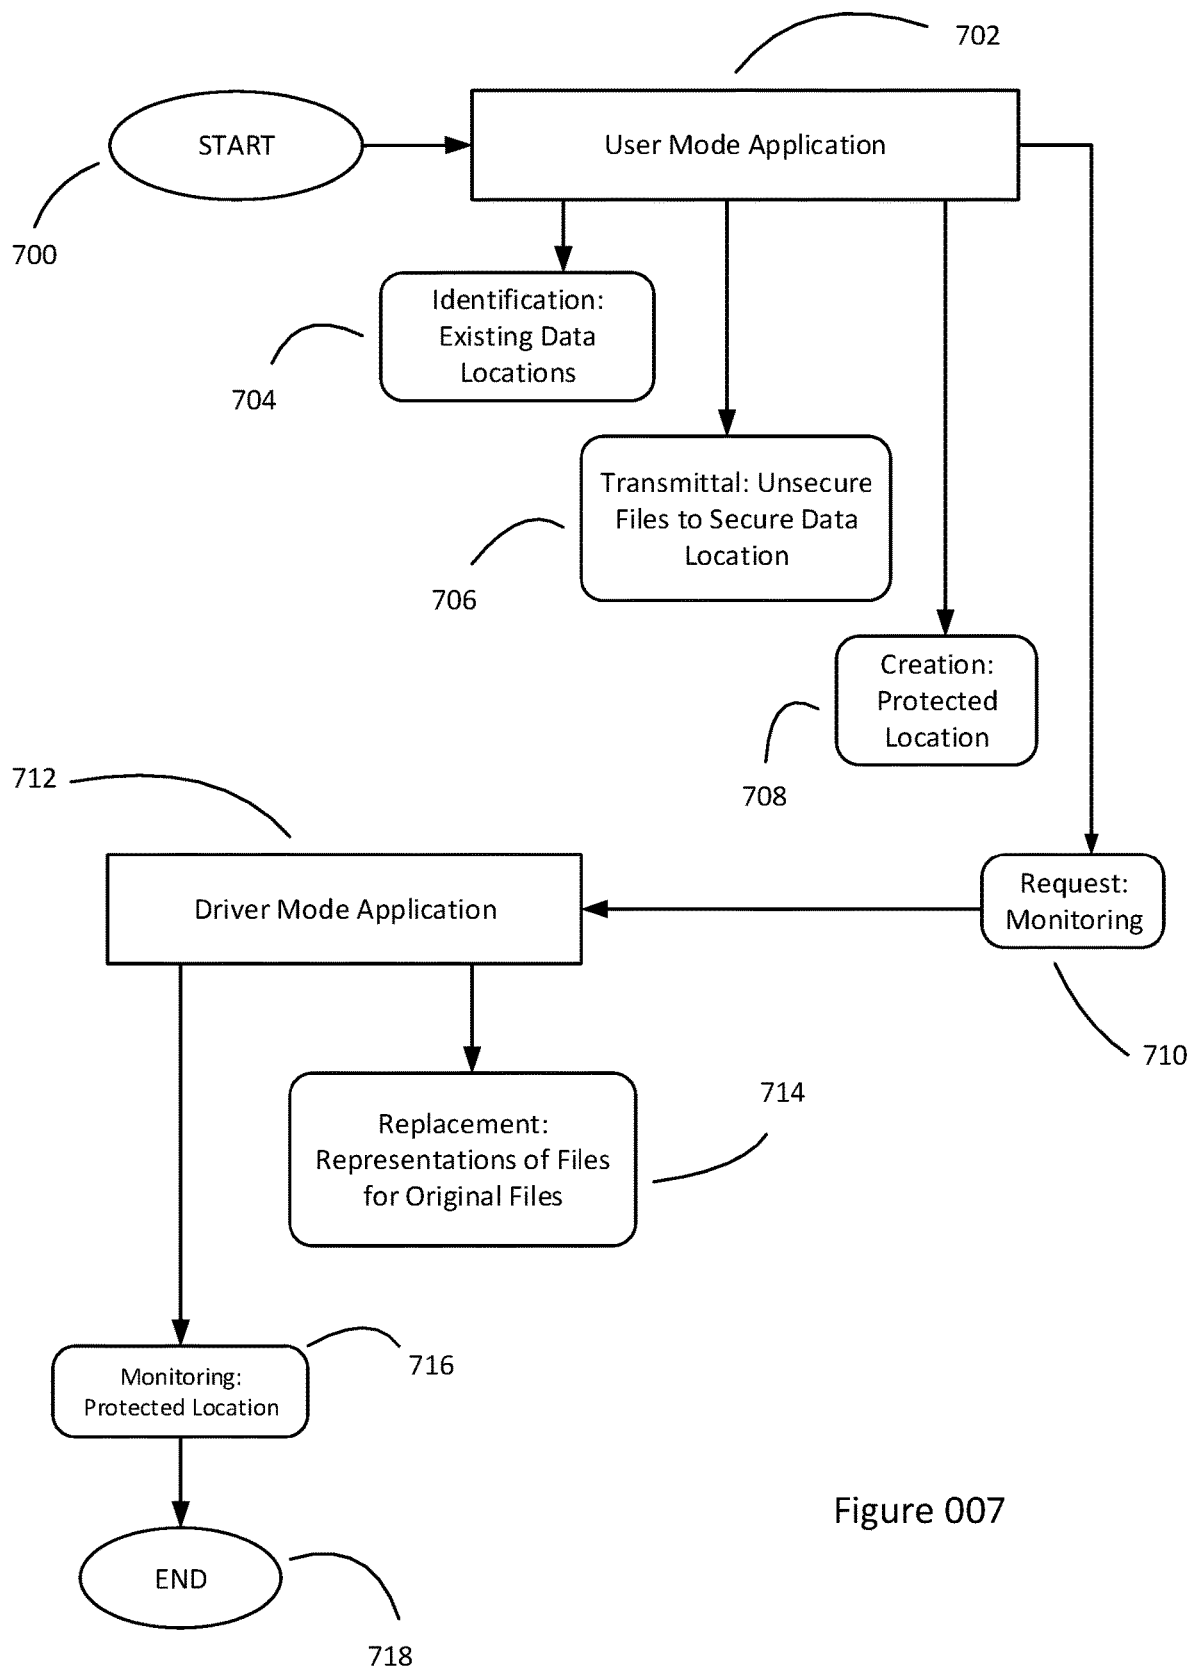 702
START
User Mode Application
700
Identification:
Existing Data
Locations
704
Transmittal: Unsecure
Files to Secure Data
Location
706
Creation:
Protected
Location
708
712
Driver Mode Application
Request:
Monitoring
710
714
Replacement:
Representations of Files
for Original Files
716
Monitoring:
Protected Location
Figure 007
END
718